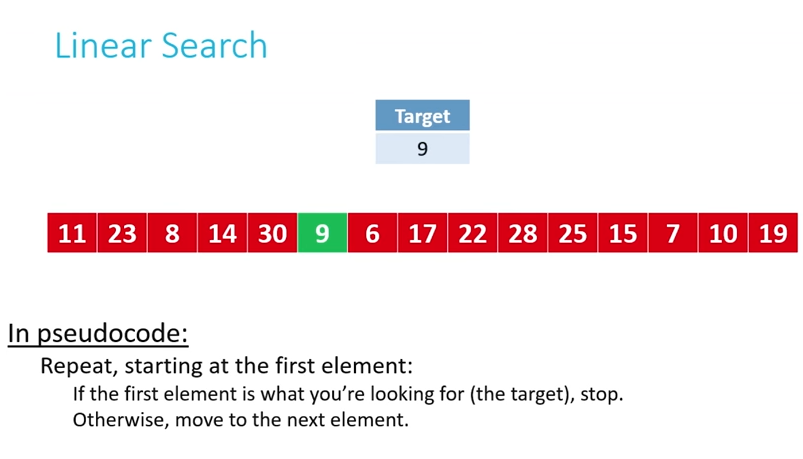 Linear Search
Target
9
11 23 8 14 30 9 6 17 22 28 25 15 7 10 19
In pseudocode:
Repeat, starting at the first element:
If the first element is what you’re looking for (the target), stop.
Otherwise, move to the next element.